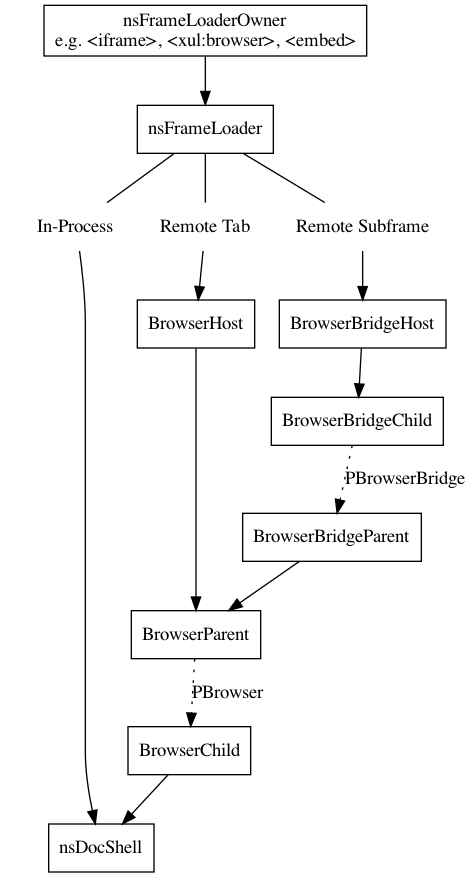 nsFrameLoaderOwner
e.g. <iframe>, <xul:browser>, <embed>
nsFrameLoader
In-Process
Remote Tab
Remote Subframe
BrowserHost
BrowserBridgeHost
BrowserBridgeChild
PBrowserBridge
BrowserBridgeParent
BrowserParent
PBrowser
BrowserChild
nsDocShell